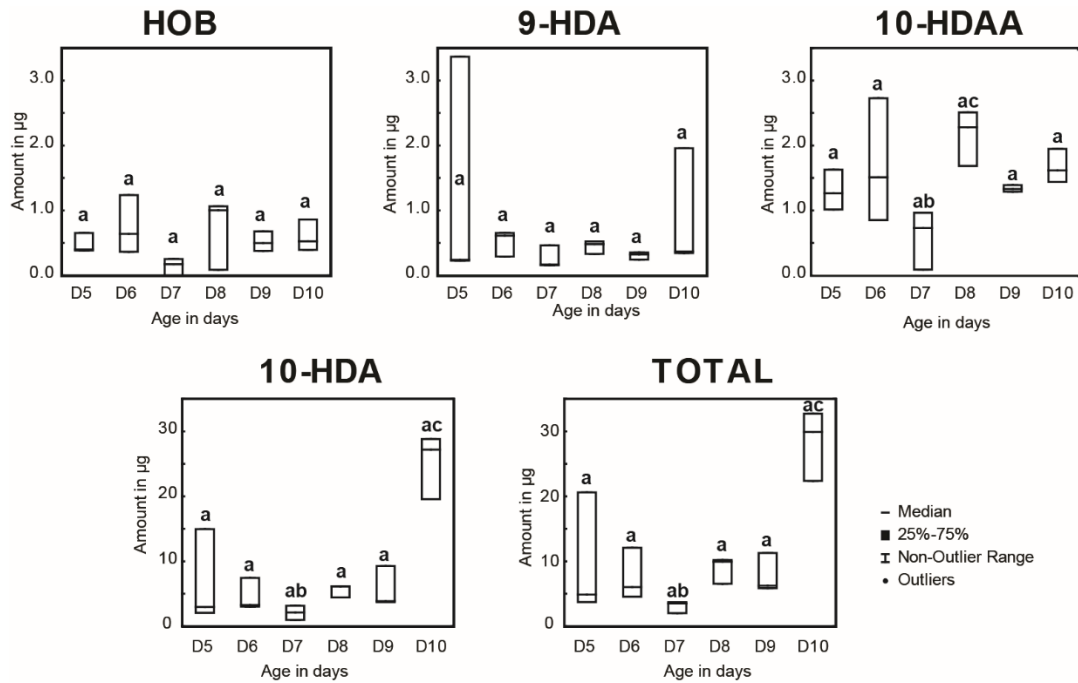 HOB
9-HDA
10-HDAA
Amount in µg
3.0
2.0
1.0
0.0
a
a
a
a
a
a
D5 D6 D7 D8 D9 D10
Age in days
Amount in µg
3.0
2.0
1.0
0.0
a
a
a
a
a
a
D5 D6 D7 D8 D9 D10
Age in days
Amount in µg
3.0
2.0
1.0
0.0
a
a
ab
ac
a
a
D5 D6 D7 D8 D9 D10
Age in days
10-HDA
TOTAL
Amount in µg
30
20
10
0
a
a
ab
a
a
ac
D5 D6 D7 D8 D9 D10
Age in days
Amount in µg
30
20
10
0
a
a
ab
a
a
ac
D5 D6 D7 D8 D9 D10
Age in days
Median
25%-75%
Non-Outlier Range
Outliers